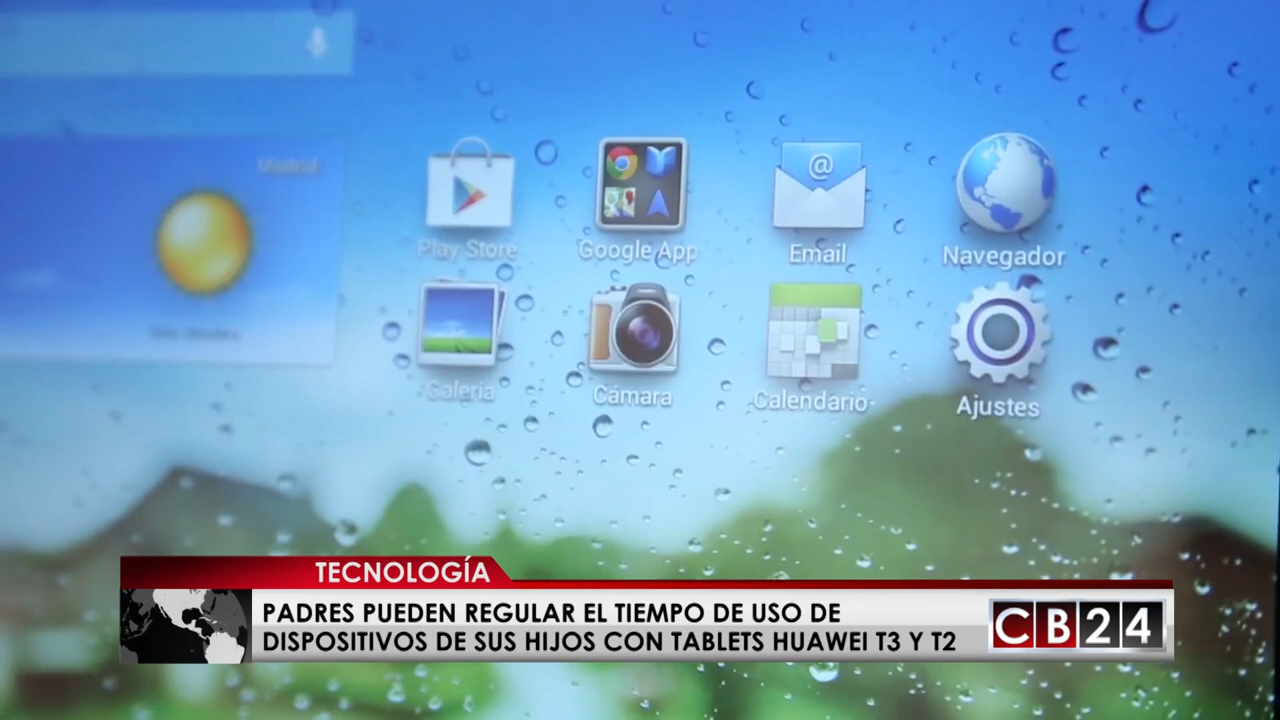 Madrid
Play Store
Google App
Email
Navegador
Galería
Cámara
Calendario
Ajustes
TECNOLOGÍA
PADRES PUEDEN REGULAR EL TIEMPO DE USO DE
DISPOSITIVOS DE SUS HIJOS CON TABLETS HUAWEI T3 Y T2
CB24